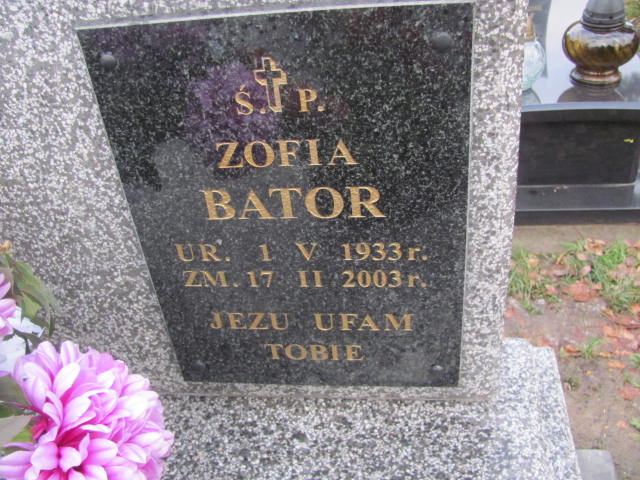 Ś. P.
ZOFIA
BATOR
UR. 1 V 1933 r.
ZM. 17 II 2003 r.
JEZU UFAM
TOBIE